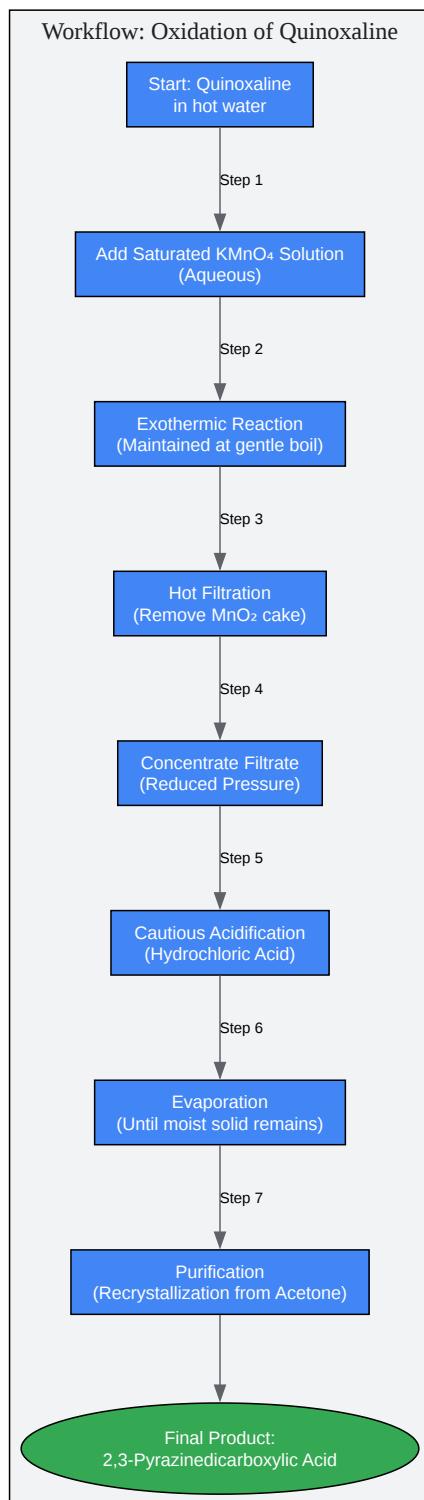 Workflow: Oxidation of Quinoxaline
Start: Quinoxaline
in hot water
Step 1
Add Saturated KMnO₄ Solution
(Aqueous)
Step 2
Exothermic Reaction
(Maintained at gentle boil)
Step 3
Hot Filtration
(Remove MnO₂ cake)
Step 4
Concentrate Filtrate
(Reduced Pressure)
Step 5
Cautious Acidification
(Hydrochloric Acid)
Step 6
Evaporation
(Until moist solid remains)
Step 7
Purification
(Recrystallization from Acetone)
Final Product:
2,3-Pyrazinedicarboxylic Acid